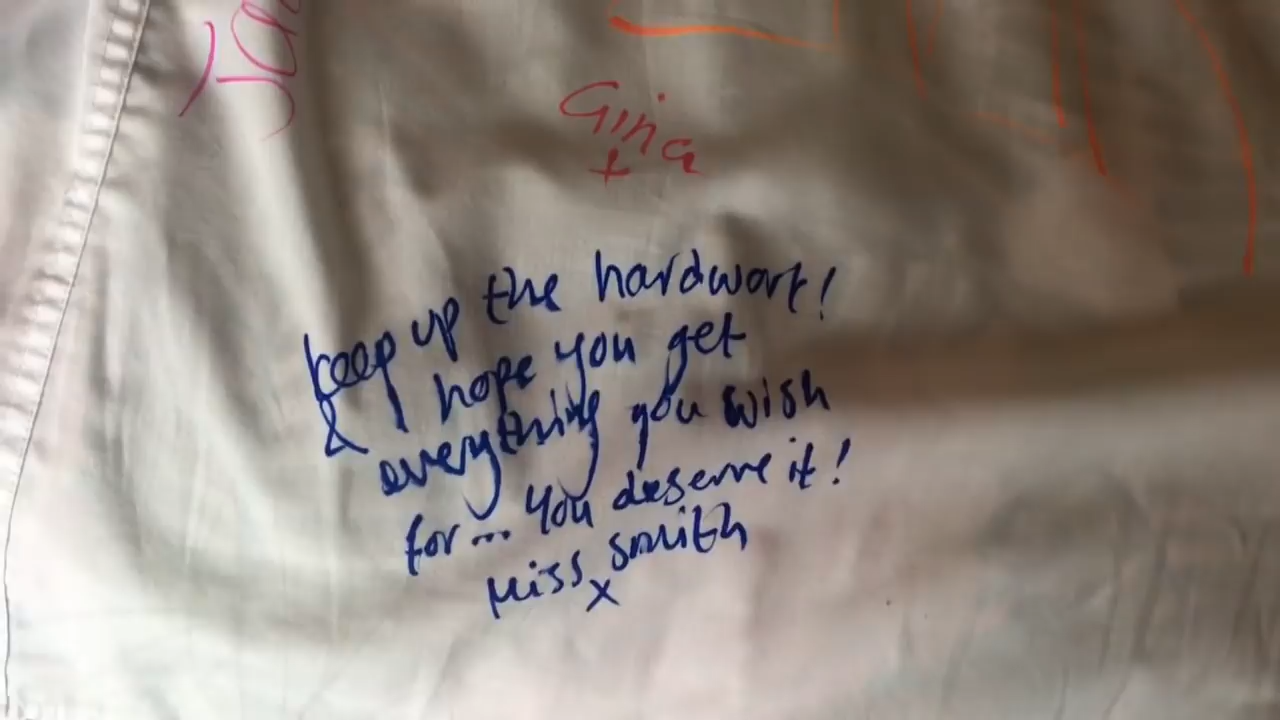 Gina
x
keep up the hardwork!
& I hope you get
everything you wish
for... you deserve it!
Miss Smith
x